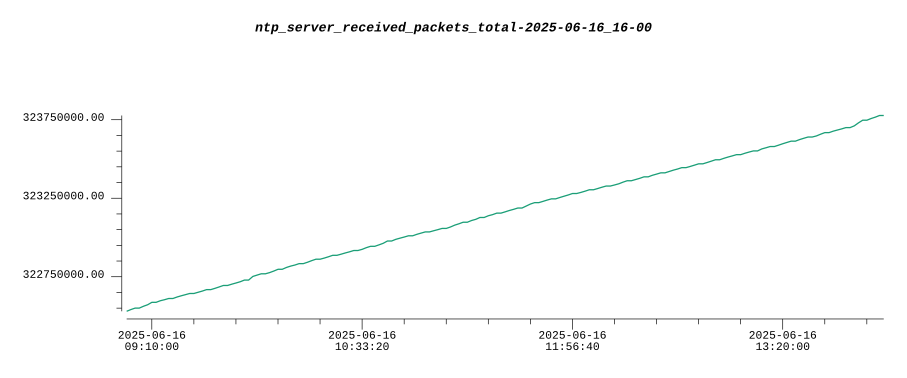 ntp_server_received_packets_total-2025-06-16_16-00
323750000.00
323250000.00
322750000.00
2025-06-16 2025-06-16 2025-06-16 2025-06-16
09:10:00 10:33:20 11:56:40 13:20:00